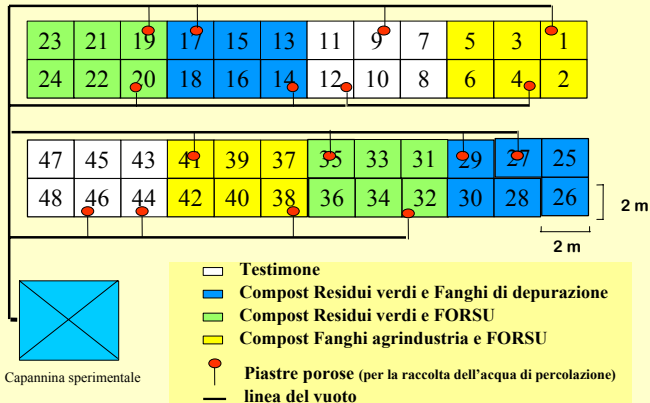 23 21 19 17 15 13 11 9 7 5 3 1
24 22 20 18 16 14 12 10 8 6 4 2
47 45 43 41 39 37 35 33 31 29 27 25
48 46 44 42 40 38 36 34 32 30 28 26
2 m
2 m
Testimone
Compost Residui verdi e Fanghi di depurazione
Compost Residui verdi e FORSU
Compost Fanghi agrindustria e FORSU
Piastre porose (per la raccolta dell'acqua di percolazione)
linea del vuoto
Capannina sperimentale